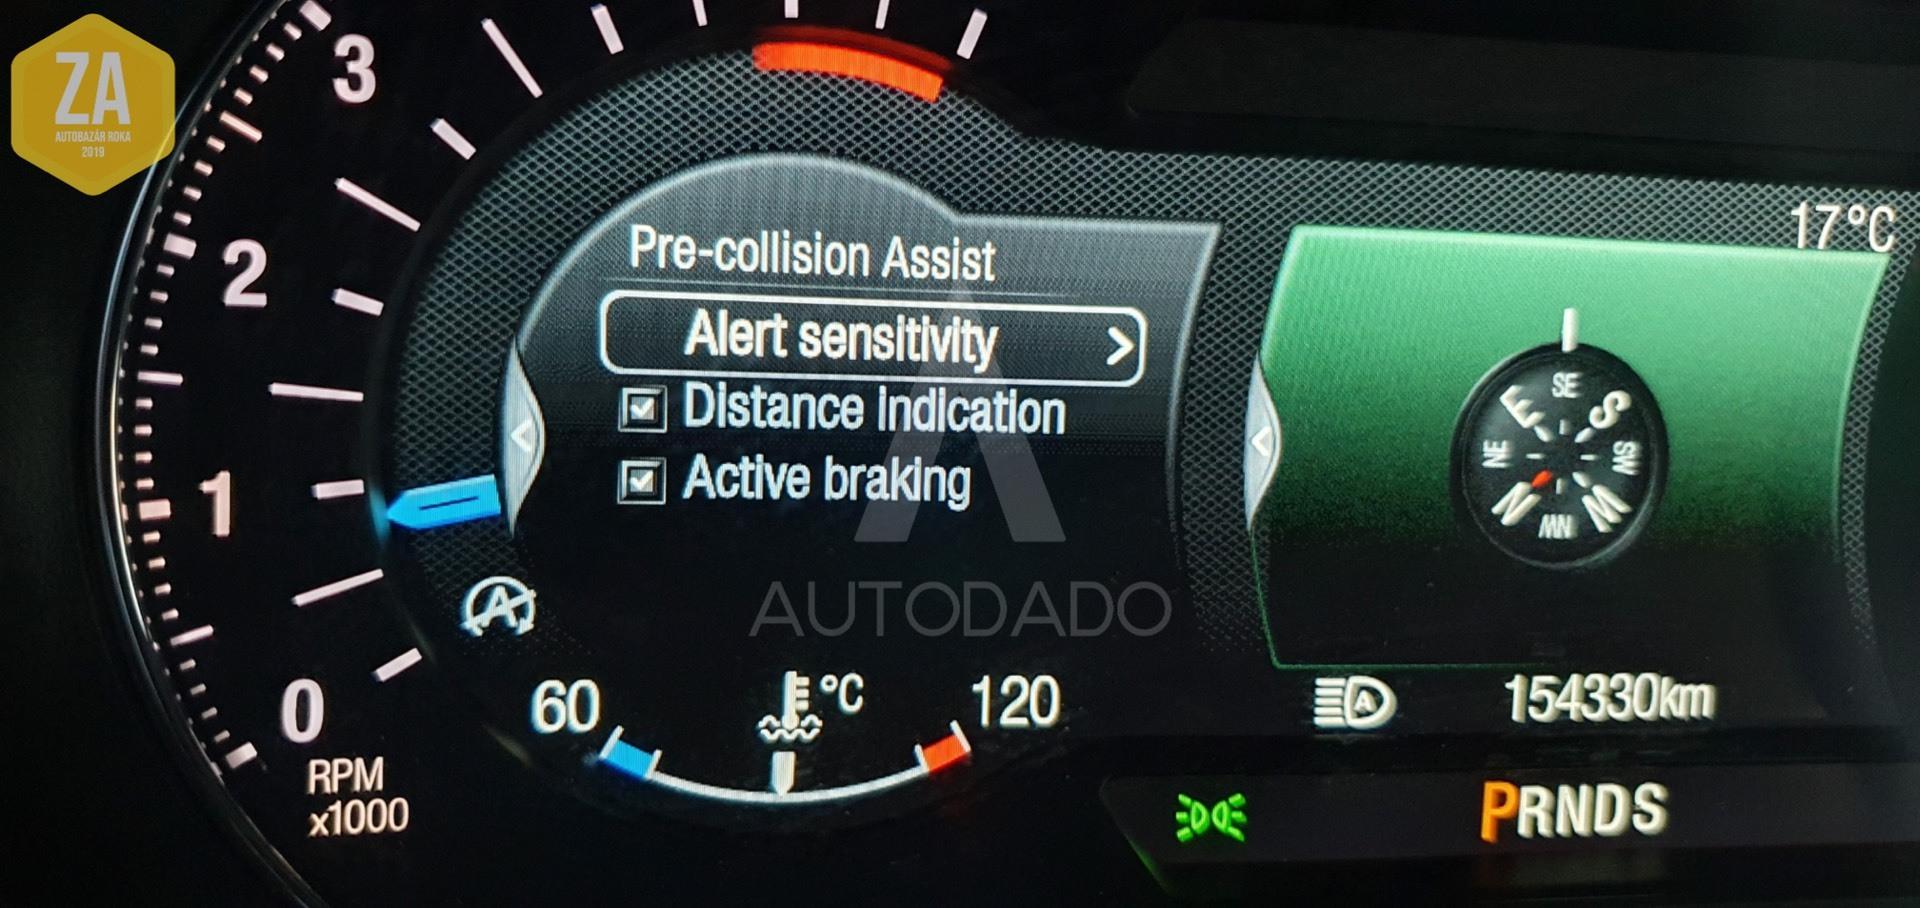 ZA
AUTOBAZÁR ROKA
2019
3
2
1
0
RPM
x1000
Pre-collision Assist
Alert sensitivity >
Distance indication
Active braking
AUTODADO
A
60
°C
120
17°C
SE
E S
NE SW
N W
NW
A
154330km
PRNDS